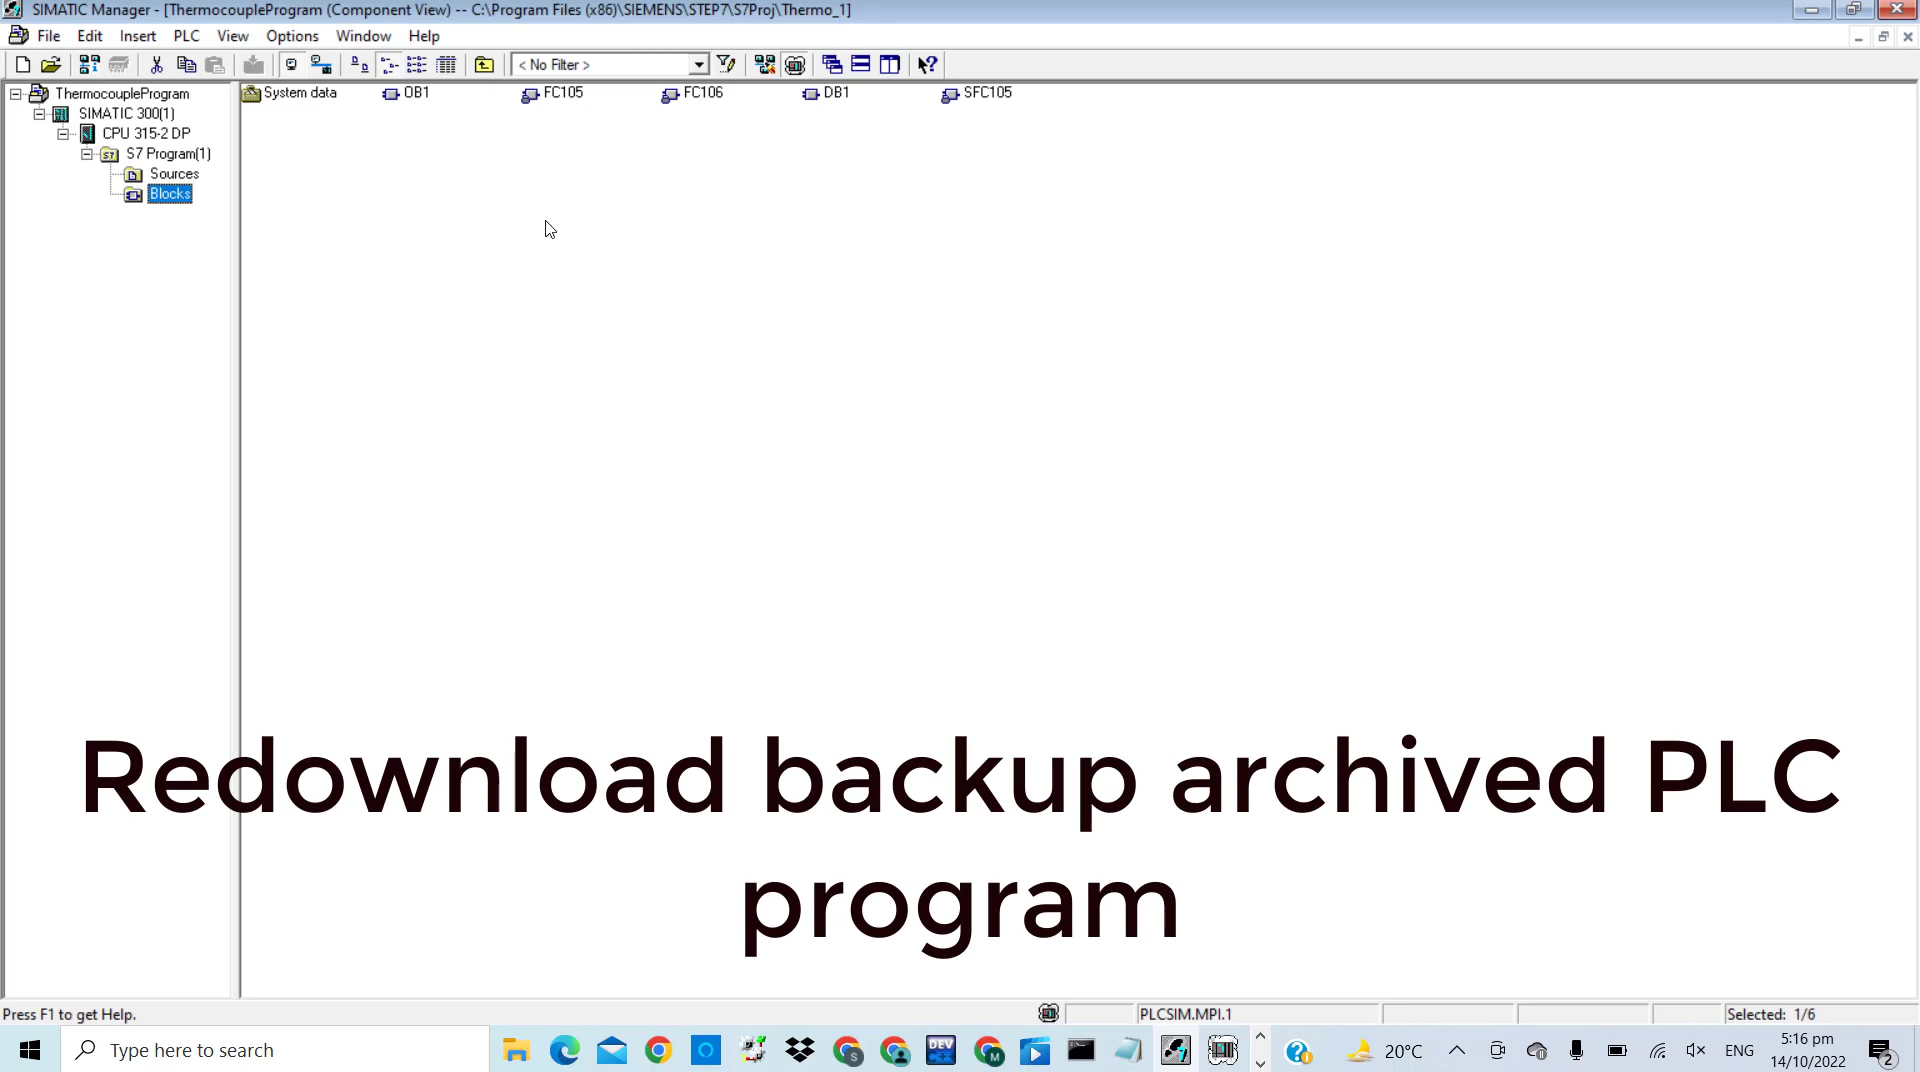 SIMATIC Manager - [ThermocoupleProgram (Component View) -- C:\Program Files (x86)\SIEMENS\STEP7\S7Proj\Thermo_1]
File Edit Insert PLC View Options Window Help
< No Filter >
ThermocoupleProgram
SIMATIC 300(1)
CPU 315-2 DP
S7 Program(1)
Sources
Blocks
System data OB1 FC105 FC106 DB1 SFC105
Redownload backup archived PLC
program
Press F1 to get Help.
PLCSIM.MPI.1
Selected: 1/6
Type here to search
20°C
ENG
5:16 pm
14/10/2022
2